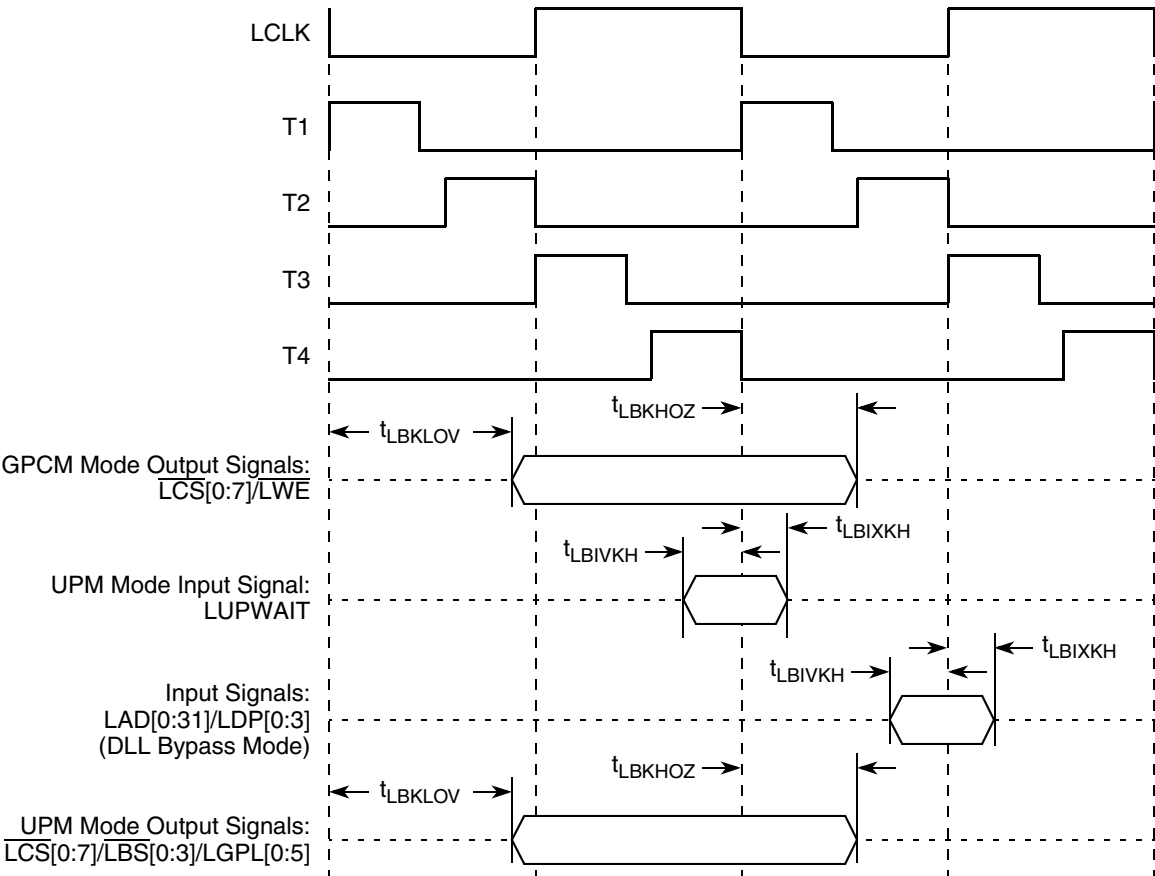 LCLK
T1
T2
T3
T4
tLBKHOZ
tLBKLOV
GPCM Mode Output Signals:
LCS[0:7]/LWE
tLBIXKH
tLBIVKH
UPM Mode Input Signal:
LUPWAIT
tLBIXKH
tLBIVKH
Input Signals:
LAD[0:31]/LDP[0:3]
(DLL Bypass Mode)
tLBKHOZ
tLBKLOV
UPM Mode Output Signals:
LCS[0:7]/LBS[0:3]/LGPL[0:5]